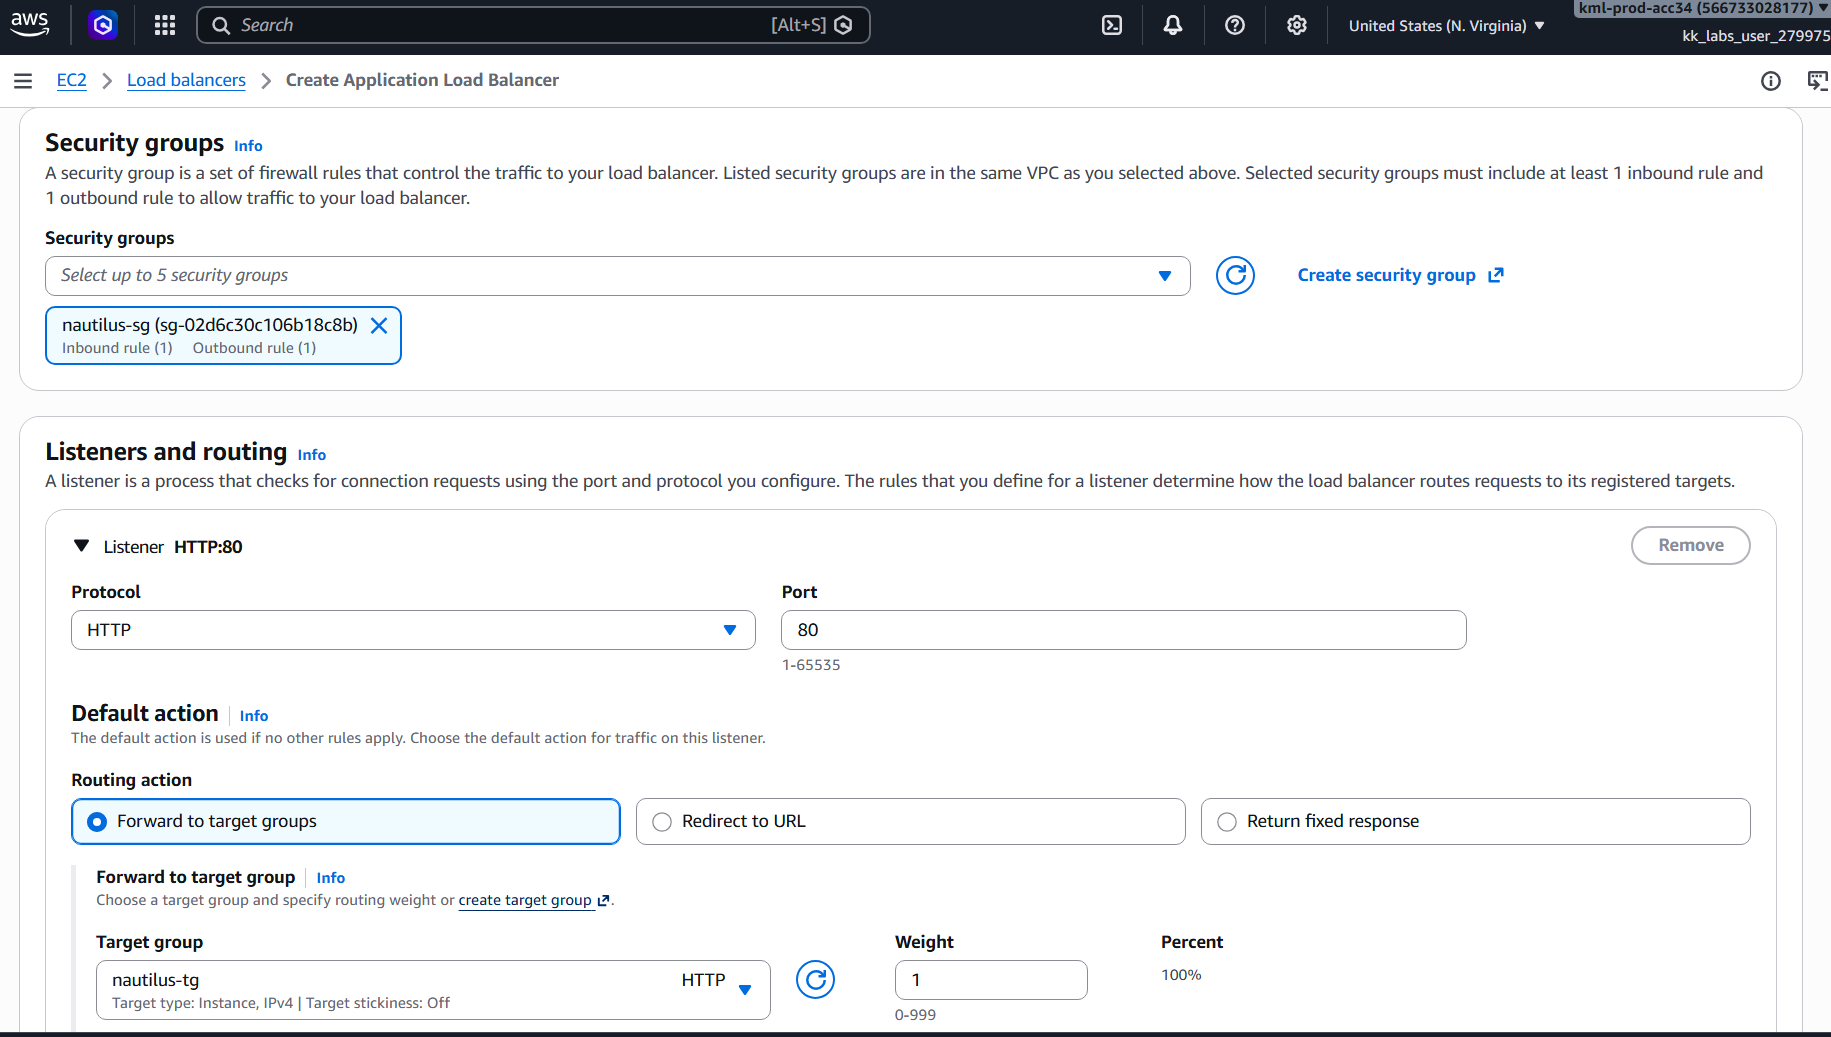 aws
Search
[Alt+S]
United States (N. Virginia)
kml-prod-acc34 (566733028177)
kk_labs_user_279975
EC2
Load balancers
Create Application Load Balancer
Security groups Info
A security group is a set of firewall rules that control the traffic to your load balancer. Listed security groups are in the same VPC as you selected above. Selected security groups must include at least 1 inbound rule and
1 outbound rule to allow traffic to your load balancer.
Security groups
Select up to 5 security groups
Create security group
nautilus-sg (sg-02d6c30c106b18c8b)
Inbound rule (1) Outbound rule (1)
Listeners and routing Info
A listener is a process that checks for connection requests using the port and protocol you configure. The rules that you define for a listener determine how the load balancer routes requests to its registered targets.
Listener HTTP:80
Remove
Protocol
Port
HTTP
80
1-65535
Default action Info
The default action is used if no other rules apply. Choose the default action for traffic on this listener.
Routing action
Forward to target groups
Redirect to URL
Return fixed response
Forward to target group Info
Choose a target group and specify routing weight or create target group.
Target group
Weight
Percent
nautilus-tg HTTP
Target type: Instance, IPv4 | Target stickiness: Off
1
100%
0-999